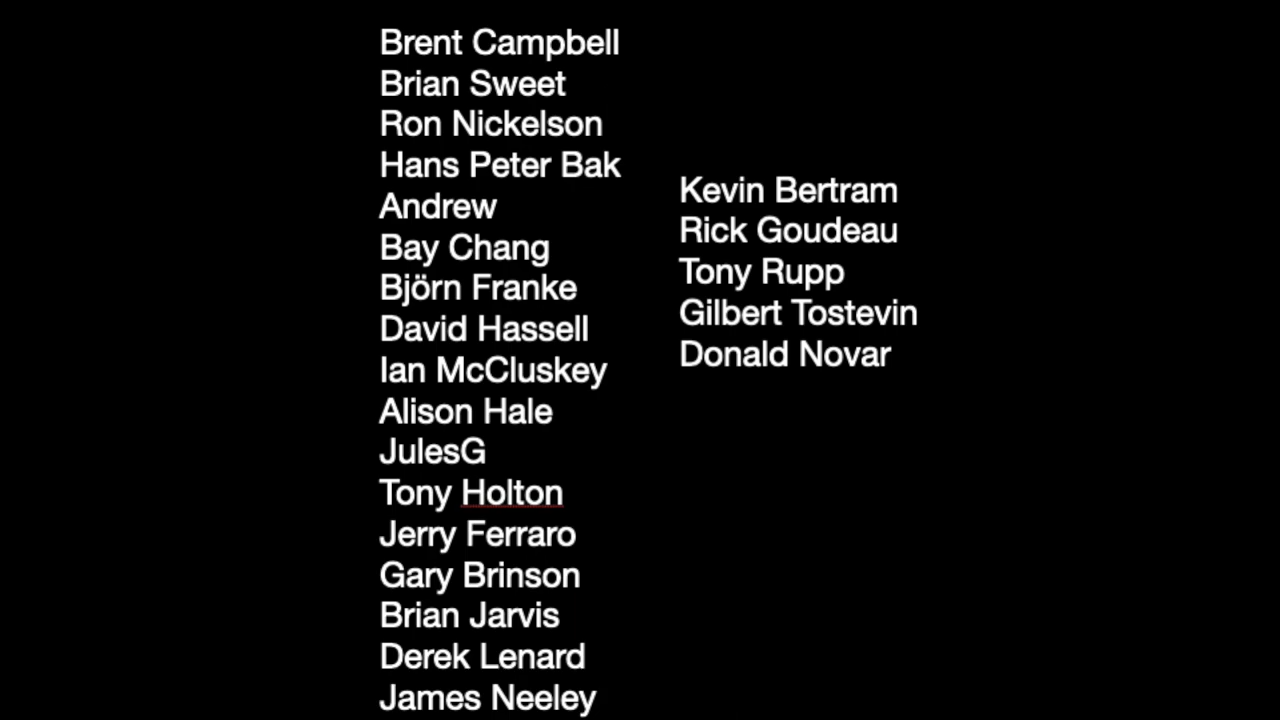 Brent Campbell
Brian Sweet
Ron Nickelson
Hans Peter Bak
Andrew
Bay Chang
Björn Franke
David Hassell
Ian McCluskey
Alison Hale
JulesG
Tony Holton
Jerry Ferraro
Gary Brinson
Brian Jarvis
Derek Lenard
James Neeley
Kevin Bertram
Rick Goudeau
Tony Rupp
Gilbert Tostevin
Donald Novar